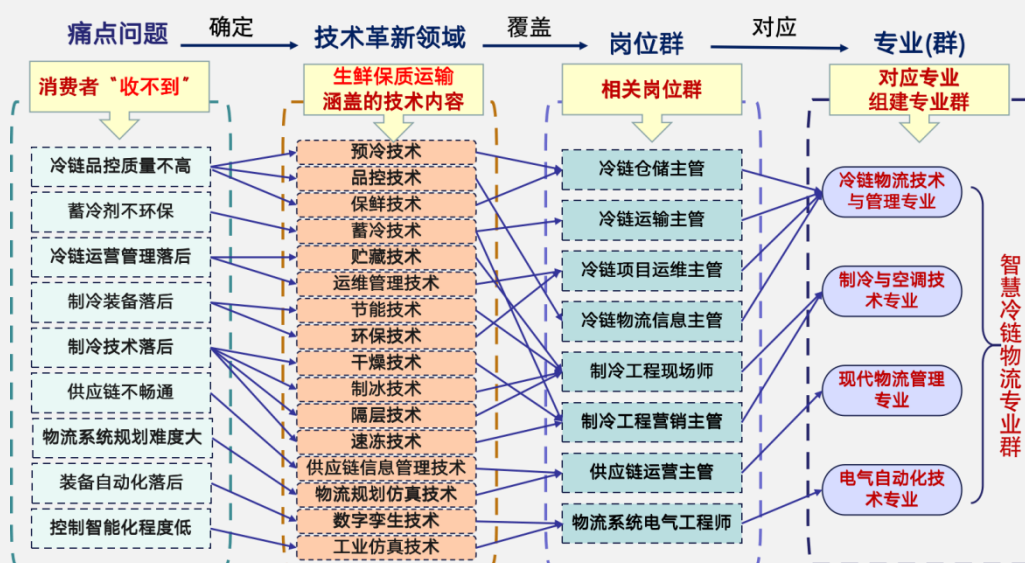 痛点问题
确定
技术革新领域
覆盖
岗位群
对应
专业(群)
消费者“收不到”
生鲜保质运输
涵盖的技术内容
相关岗位群
对应专业
组建专业群
冷链品控质量不高
蓄冷剂不环保
冷链运营管理落后
制冷装备落后
制冷技术落后
供应链不畅通
物流系统规划难度大
装备自动化落后
控制智能化程度低
预冷技术
品控技术
保鲜技术
蓄冷技术
贮藏技术
运维管理技术
节能技术
环保技术
干燥技术
制冰技术
隔层技术
速冻技术
供应链信息管理技术
物流规划仿真技术
数字孪生技术
工业仿真技术
冷链仓储主管
冷链运输主管
冷链项目运维主管
冷链物流信息主管
制冷工程现场师
制冷工程营销主管
供应链运营主管
物流系统电气工程师
冷链物流技术
与管理专业
制冷与空调技
术专业
现代物流管理
专业
电气自动化技
术专业
智慧冷链物流专业群